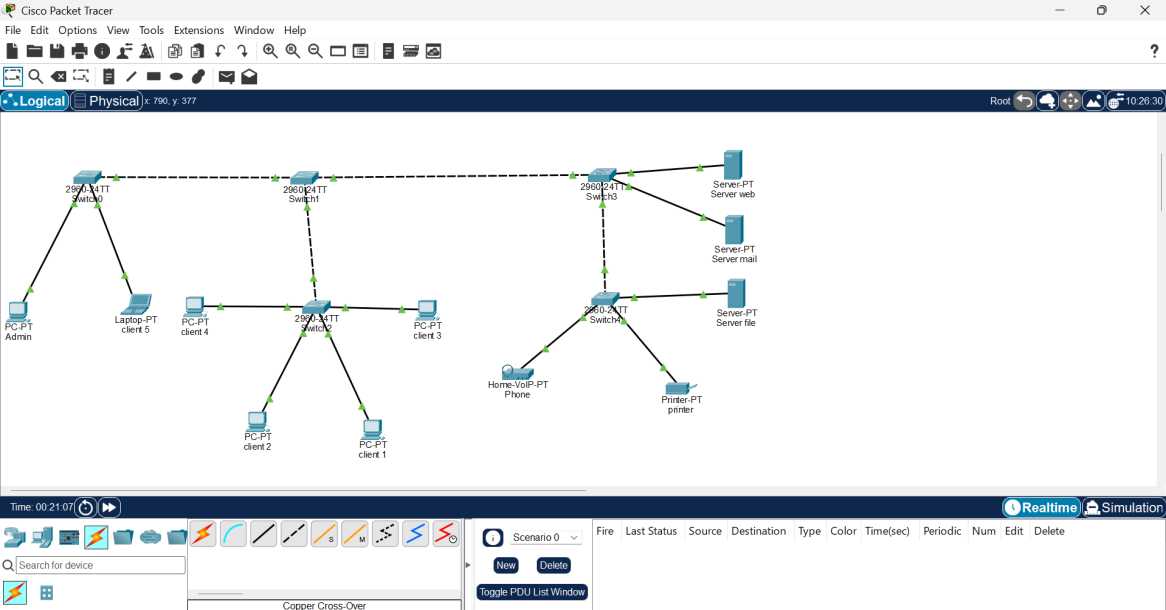 Cisco Packet Tracer
File Edit Options View Tools Extensions Window Help
Logical Physical x: 790, y: 377 Root 10:26:30
2960-24TT
Switch0
2960-24TT
Switch1
2960-24TT
Switch3
Server-PT
Server web
Server-PT
Server mail
Server-PT
Server file
PC-PT
Admin
Laptop-PT
client 5
PC-PT
client 4
2960-24TT
Switch2
PC-PT
client 3
2960-24TT
Switch4
Home-VoIP-PT
Phone
Printer-PT
printer
PC-PT
client 2
PC-PT
client 1
Time: 00:21:07 Realtime Simulation
S M
Search for device
Copper Cross-Over
Scenario 0
New Delete
Toggle PDU List Window
Fire Last Status Source Destination Type Color Time(sec) Periodic Num Edit Delete